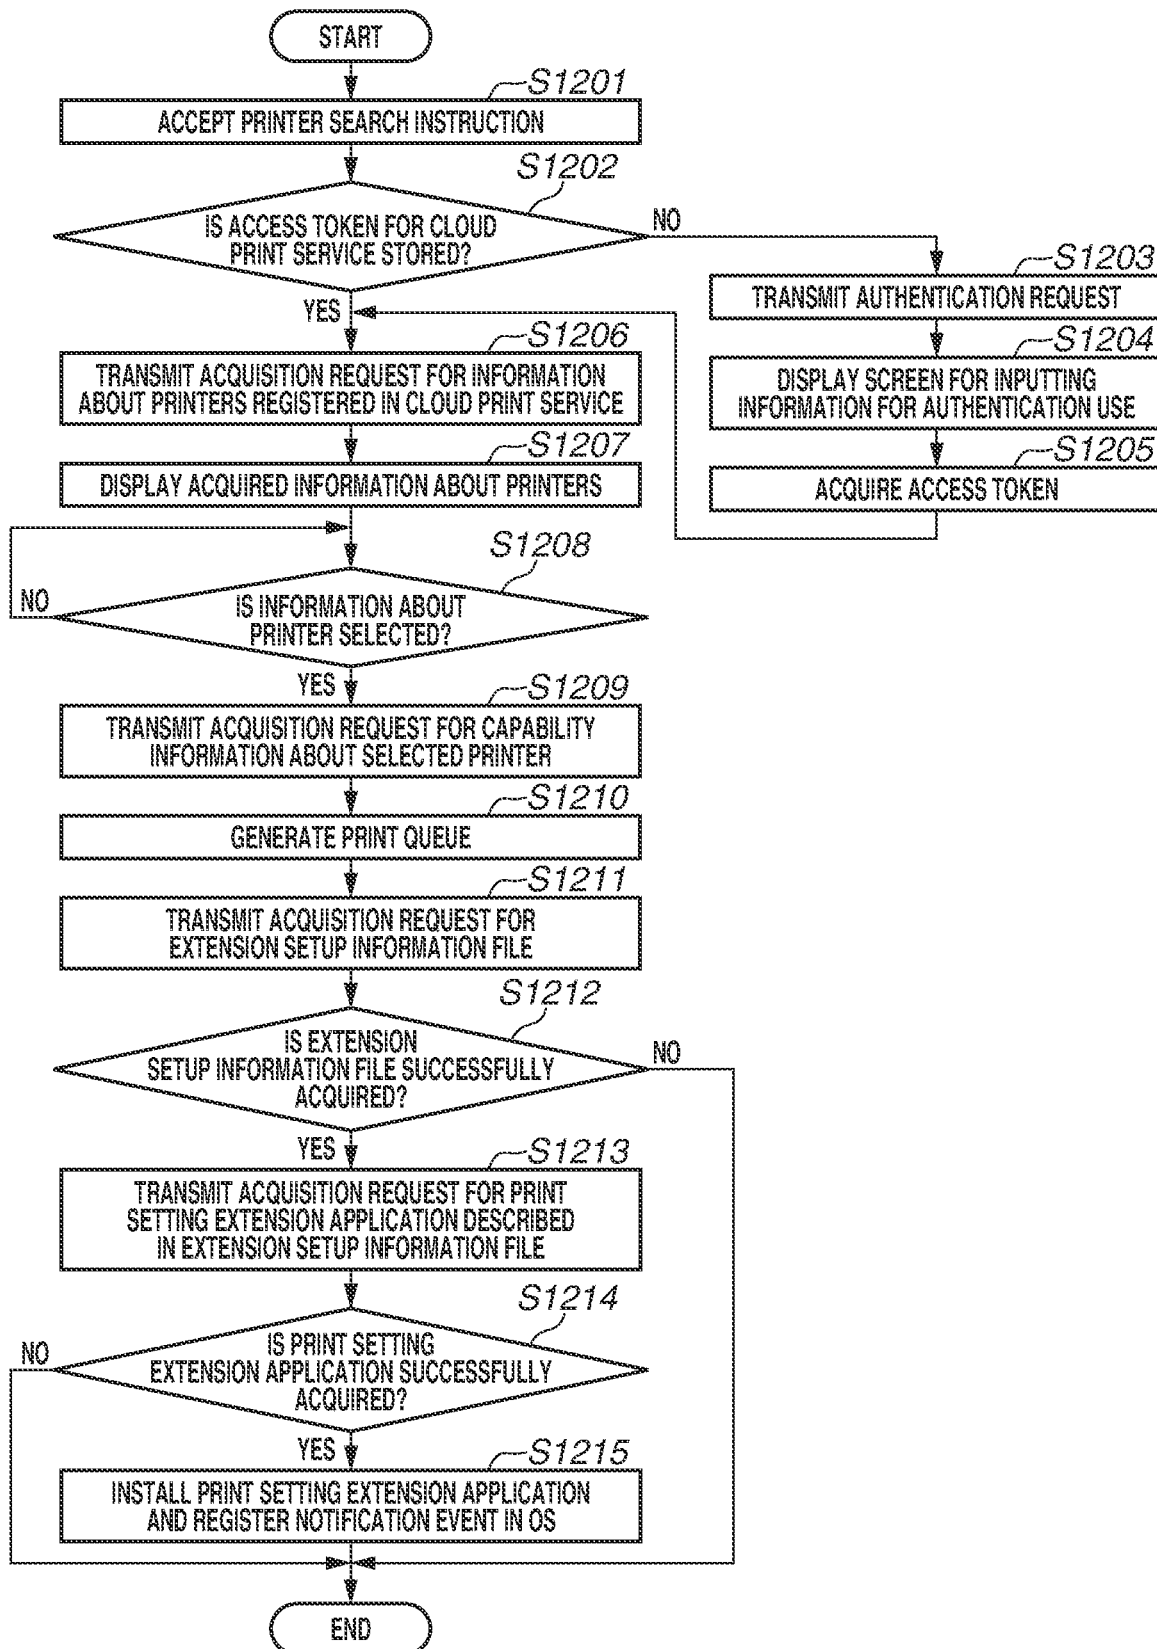 START
S1201
ACCEPT PRINTER SEARCH INSTRUCTION
S1202
IS ACCESS TOKEN FOR CLOUD
PRINT SERVICE STORED?
NO
S1203
TRANSMIT AUTHENTICATION REQUEST
S1204
DISPLAY SCREEN FOR INPUTTING
INFORMATION FOR AUTHENTICATION USE
S1205
ACQUIRE ACCESS TOKEN
YES
S1206
TRANSMIT ACQUISITION REQUEST FOR INFORMATION
ABOUT PRINTERS REGISTERED IN CLOUD PRINT SERVICE
S1207
DISPLAY ACQUIRED INFORMATION ABOUT PRINTERS
S1208
NO
IS INFORMATION ABOUT
PRINTER SELECTED?
YES
S1209
TRANSMIT ACQUISITION REQUEST FOR CAPABILITY
INFORMATION ABOUT SELECTED PRINTER
S1210
GENERATE PRINT QUEUE
S1211
TRANSMIT ACQUISITION REQUEST FOR
EXTENSION SETUP INFORMATION FILE
S1212
IS EXTENSION
SETUP INFORMATION FILE SUCCESSFULLY
ACQUIRED?
NO
YES
S1213
TRANSMIT ACQUISITION REQUEST FOR PRINT
SETTING EXTENSION APPLICATION DESCRIBED
IN EXTENSION SETUP INFORMATION FILE
S1214
NO
IS PRINT SETTING
EXTENSION APPLICATION SUCCESSFULLY
ACQUIRED?
YES
S1215
INSTALL PRINT SETTING EXTENSION APPLICATION
AND REGISTER NOTIFICATION EVENT IN OS
END